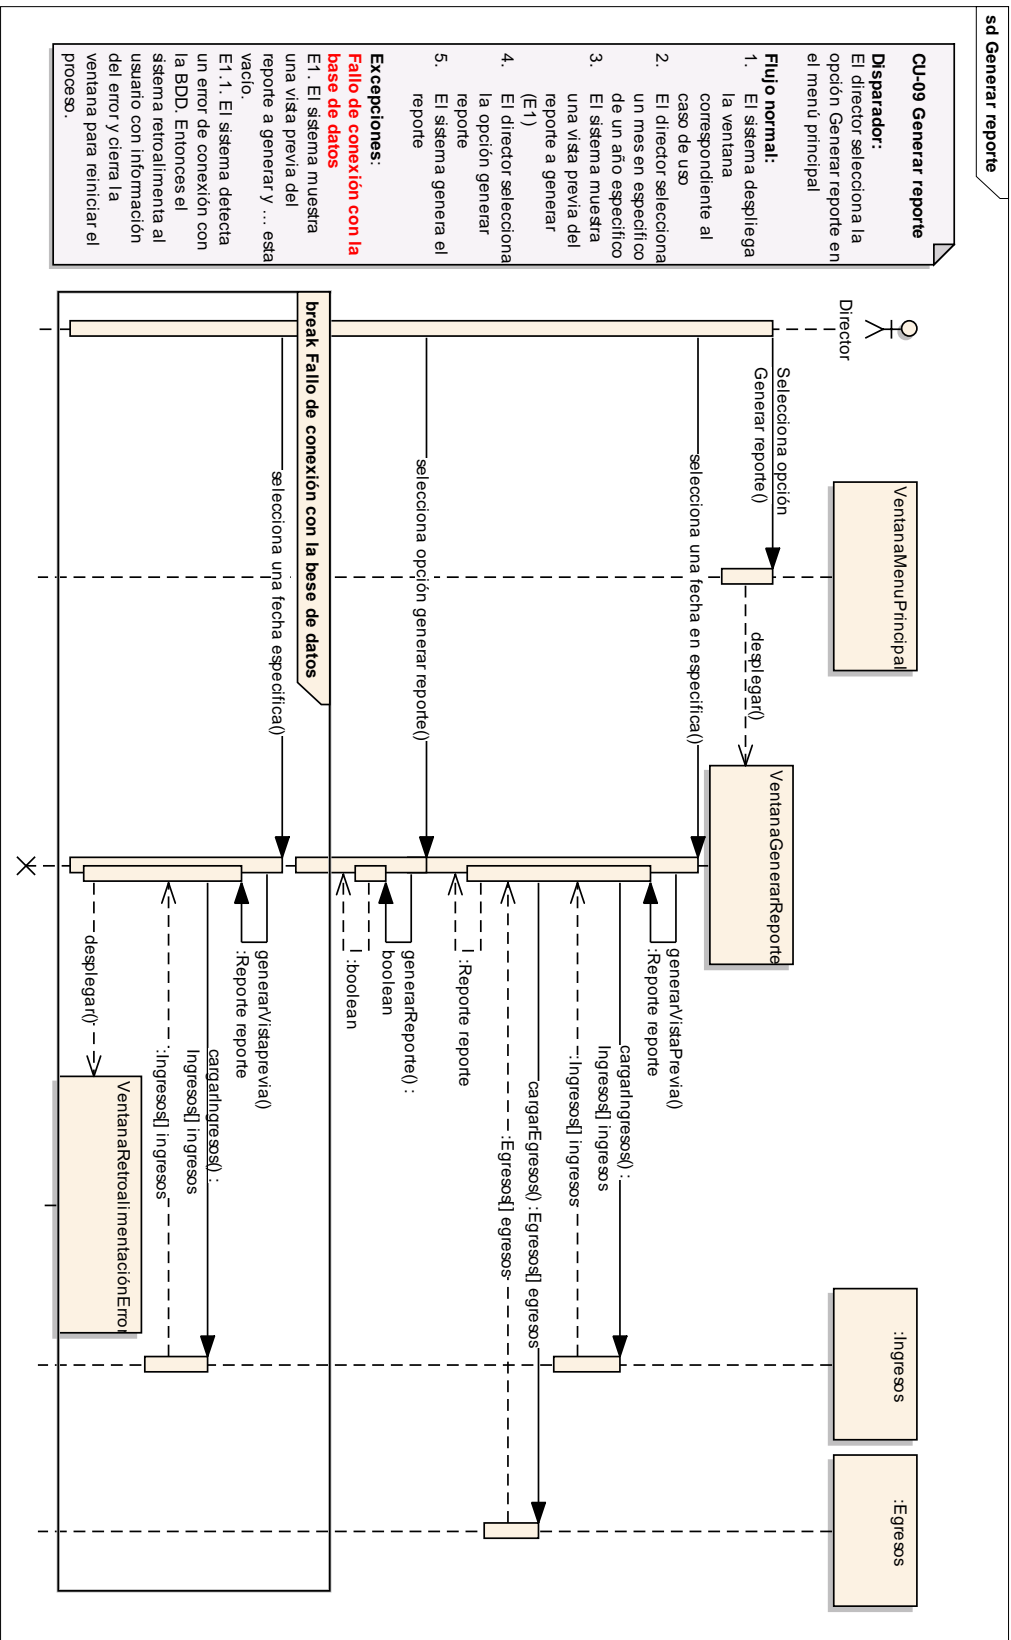 sd Generar reporte
CU-09 Generar reporte
Disparador:
El director selecciona la
opción Generar reporte en
el menú principal
Flujo normal:
1. El sistema despliega
la ventana
correspondiente al
caso de uso
2. El director selecciona
un mes en especifico
de un año especifico
3. El sistema muestra
una vista previa del
reporte a generar
(E1)
4. El director selecciona
la opción generar
reporte
5. El sistema genera el
reporte
Excepciones:
Fallo de conexión con la
base de datos
E1. El sistema muestra
una vista previa del
reporte a generar y ... esta
vacío.
E1.1. El sistema detecta
un error de conexión con
la BDD. Entonces el
sistema retroalimenta al
usuario con información
del error y cierra la
ventana para reiniciar el
proceso.
Director
VentanaMenuPrincipal
VentanaGenerarReporte
:Ingresos
:Egresos
Selecciona opción
Generar reporte()
desplegar()
selecciona una fecha en especifica()
generarVistaPrevia()
:Reporte reporte
cargarIngresos() :
Ingresos[] ingresos
:Ingresos[] ingresos
cargarEgresos() :Egresos[] egresos
:Egresos[] egresos
:Reporte reporte
selecciona opción generar reporte()
generarReporte() :
boolean
:boolean
break Fallo de conexión con la bese de datos
selecciona una fecha especifica()
generarVistaprevia()
:Reporte reporte
cargarIngresos() :
Ingresos[] ingresos
:Ingresos[] ingresos
desplegar()
VentanaRetroalimentaciónError